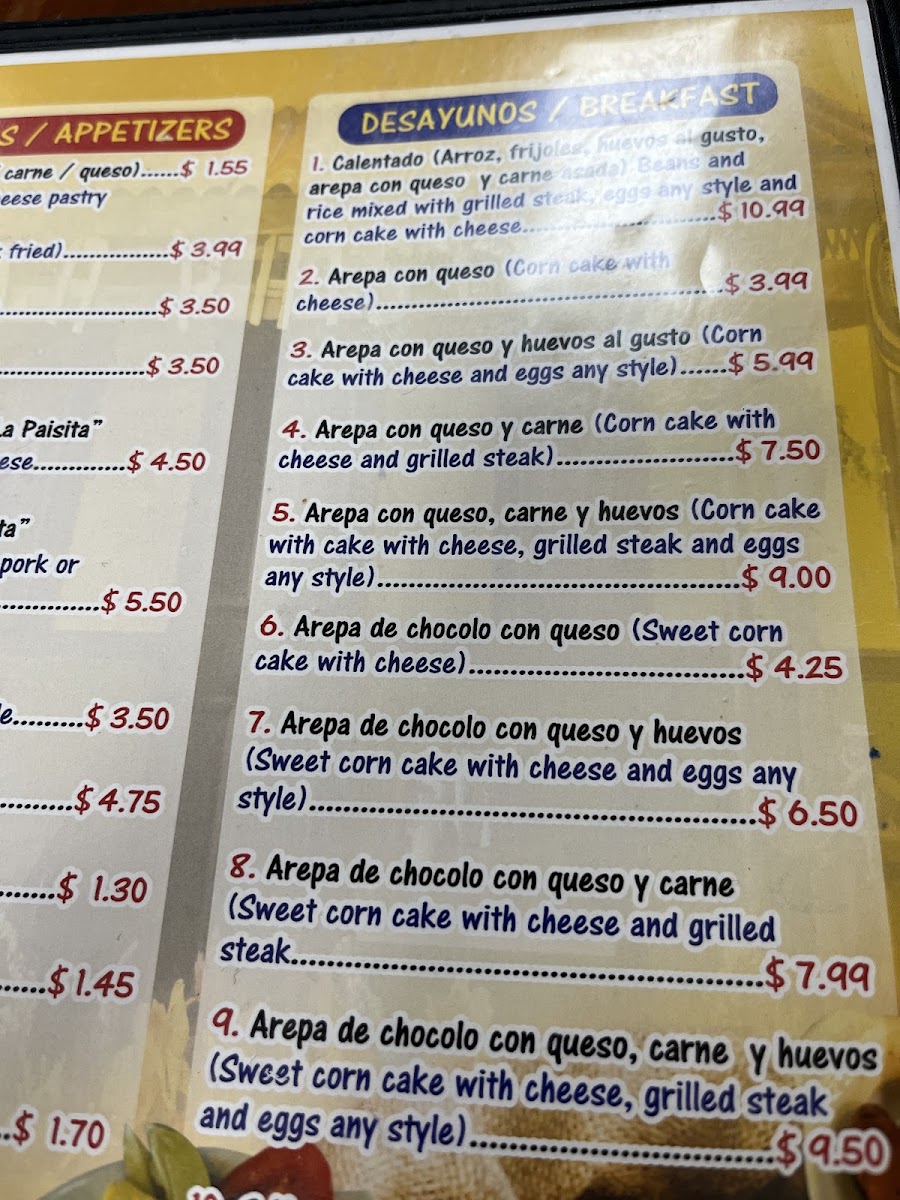 S / APPETIZERS
carne / queso)......$ 1.55
eese pastry
fried)..................$ 3.99
...........................$ 3.50
.........................$ 3.50
La Paisita"
ese..............$ 4.50
ta"
pork or
...............$ 5.50
e..........$ 3.50
..........$ 4.75
.......$ 1.30
......$ 1.45
..$ 1.70
DESAYUNOS / BREAKFAST
1. Calentado (Arroz, frijoles, huevos al gusto,
arepa con queso y carne asada) Beans and
rice mixed with grilled steak, eggs any style and
corn cake with cheese..............................$ 10.99
2. Arepa con queso (Corn cake with
cheese)....................................................$ 3.99
3. Arepa con queso y huevos al gusto (Corn
cake with cheese and eggs any style).......$ 5.99
4. Arepa con queso y carne (Corn cake with
cheese and grilled steak)..........................$ 7.50
5. Arepa con queso, carne y huevos (Corn cake
with cake with cheese, grilled steak and eggs
any style)....................................................$ 9.00
6. Arepa de chocolo con queso (Sweet corn
cake with cheese)....................................$ 4.25
7. Arepa de chocolo con queso y huevos
(Sweet corn cake with cheese and eggs any
style).........................................................$ 6.50
8. Arepa de chocolo con queso y carne
(Sweet corn cake with cheese and grilled
steak..........................................................$ 7.99
9. Arepa de chocolo con queso, carne y huevos
(Sweet corn cake with cheese, grilled steak
and eggs any style)....................................$ 9.50